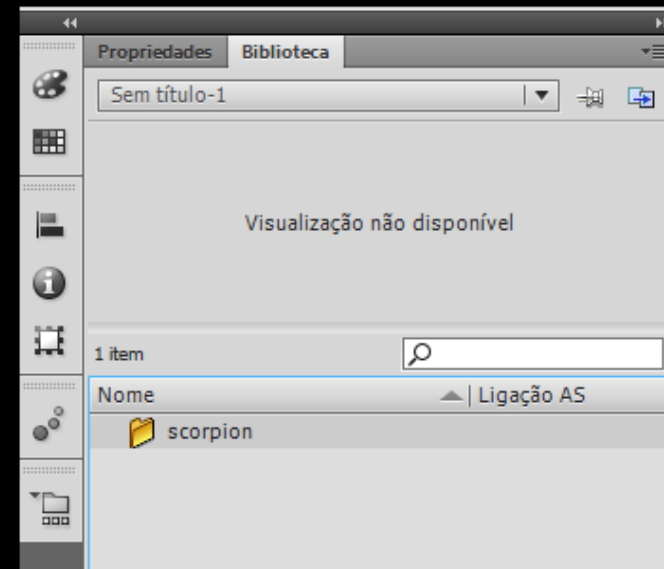 Propriedades Biblioteca
Sem título-1
Visualização não disponível
1 item
Nome Ligação AS
scorpion